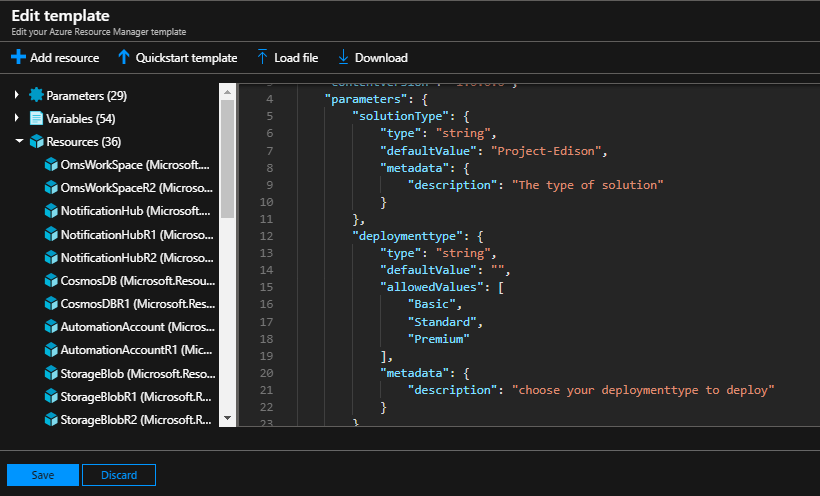 Edit template
Edit your Azure Resource Manager template
Add resource
Quickstart template
Load file
Download
Parameters (29)
Variables (54)
Resources (36)
OmsWorkSpace (Microsoft....
OmsWorkSpaceR2 (Microso...
NotificationHub (Microsoft....
NotificationHubR1 (Microso...
NotificationHubR2 (Microso...
CosmosDB (Microsoft.Resou...
CosmosDBR1 (Microsoft.Res...
AutomationAccount (Micros...
AutomationAccountR1 (Mic...
StorageBlob (Microsoft.Reso...
StorageBlobR1 (Microsoft.R...
StorageBlobR2 (Microsoft.R...
4 "parameters": {
5 "solutionType": {
6 "type": "string",
7 "defaultValue": "Project-Edison",
8 "metadata": {
9 "description": "The type of solution"
10 }
11 },
12 "deploymenttype": {
13 "type": "string",
14 "defaultValue": "",
15 "allowedValues": [
16 "Basic",
17 "Standard",
18 "Premium"
19 ],
20 "metadata": {
21 "description": "choose your deploymenttype to deploy"
22 }
23 }
Save
Discard